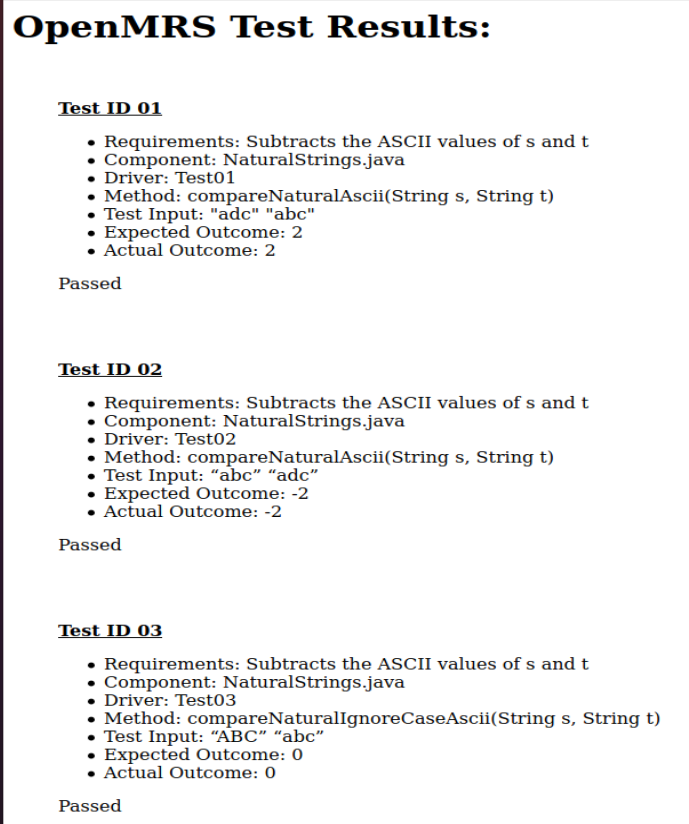 OpenMRS Test Results:
Test ID 01
• Requirements: Subtracts the ASCII values of s and t
• Component: NaturalStrings.java
• Driver: Test01
• Method: compareNaturalAscii(String s, String t)
• Test Input: "adc" "abc"
• Expected Outcome: 2
• Actual Outcome: 2
Passed
Test ID 02
• Requirements: Subtracts the ASCII values of s and t
• Component: NaturalStrings.java
• Driver: Test02
• Method: compareNaturalAscii(String s, String t)
• Test Input: “abc” “adc”
• Expected Outcome: -2
• Actual Outcome: -2
Passed
Test ID 03
• Requirements: Subtracts the ASCII values of s and t
• Component: NaturalStrings.java
• Driver: Test03
• Method: compareNaturalIgnoreCaseAscii(String s, String t)
• Test Input: “ABC” “abc”
• Expected Outcome: 0
• Actual Outcome: 0
Passed